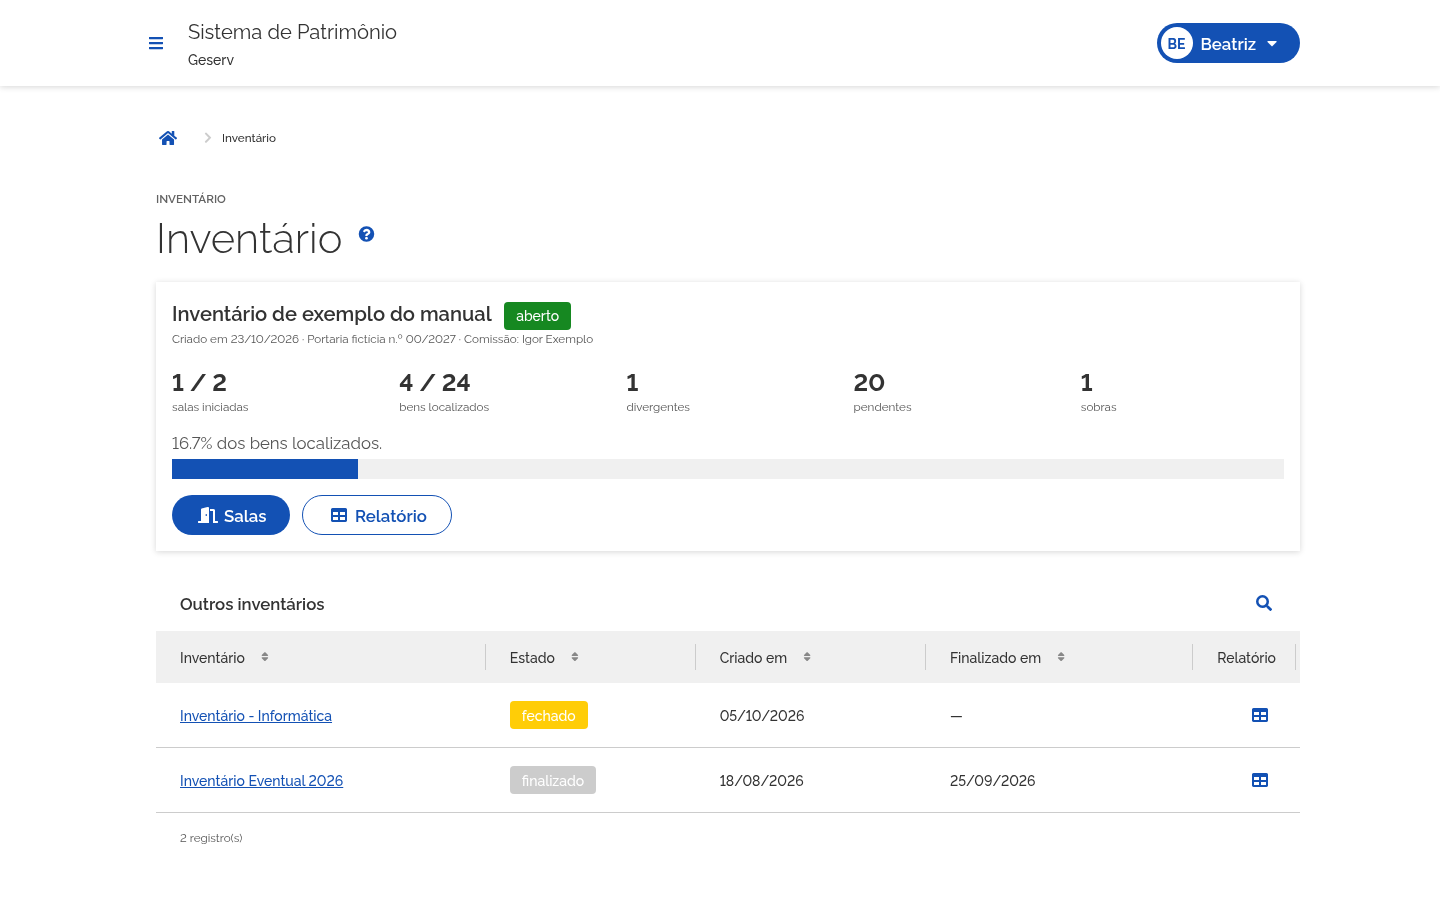 Sistema de Patrimônio
Geserv
BE Beatriz
Inventário
INVENTÁRIO
Inventário
Inventário de exemplo do manual aberto
Criado em 23/10/2026 · Portaria fictícia n.º 00/2027 · Comissão: Igor Exemplo
1 / 2 4 / 24 1 20 1
salas iniciadas bens localizados divergentes pendentes sobras
16.7% dos bens localizados.
Salas Relatório
Outros inventários
Inventário Estado Criado em Finalizado em Relatório
Inventário - Informática fechado 05/10/2026 —
Inventário Eventual 2026 finalizado 18/08/2026 25/09/2026
2 registro(s)